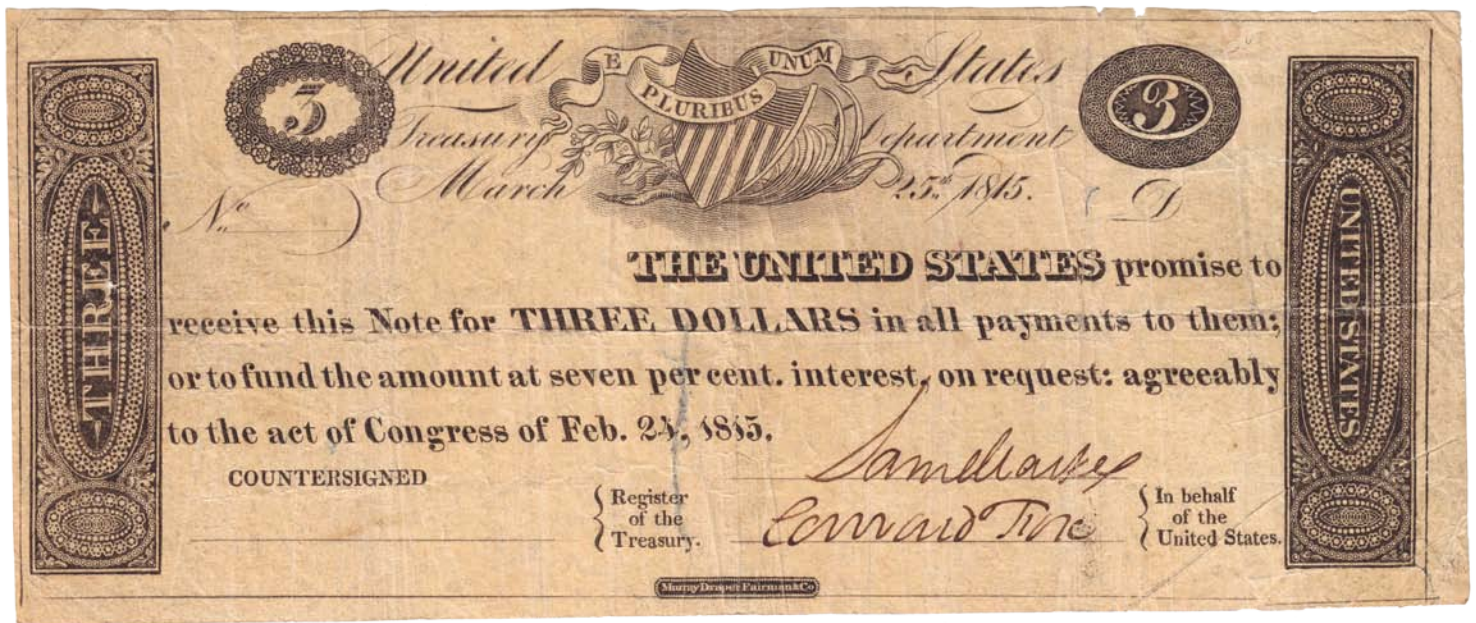 3 United E PLURIBUS UNUM States 3
Treasury Department
March 25.th 1815.
No. D
THREE
UNITED STATES
THE UNITED STATES promise to
receive this Note for THREE DOLLARS in all payments to them;
or to fund the amount at seven per cent. interest, on request: agreeably
to the act of Congress of Feb. 24, 1815.
COUNTERSIGNED
Register
of the
Treasury.
In behalf
of the
United States.
Murray Draper Fairman & Co